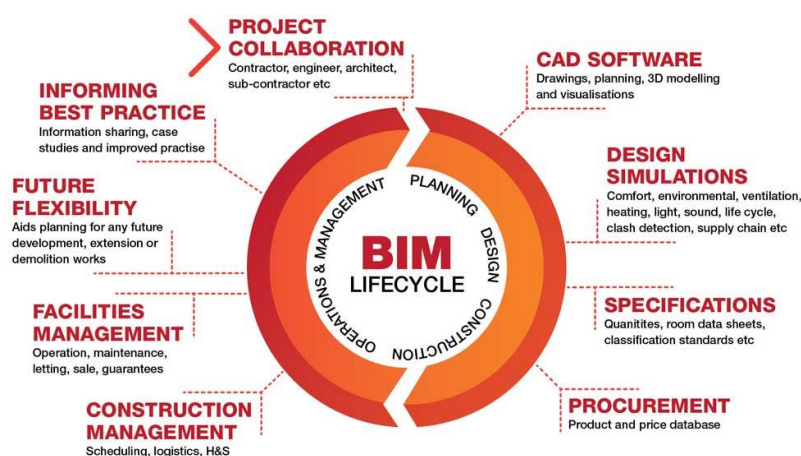 PROJECT
COLLABORATION
Contractor, engineer, architect,
sub-contractor etc
CAD SOFTWARE
Drawings, planning, 3D modelling
and visualisations
DESIGN
SIMULATIONS
Comfort, environmental, ventilation,
heating, light, sound, life cycle,
clash detection, supply chain etc
SPECIFICATIONS
Quanitites, room data sheets,
classification standards etc
PROCUREMENT
Product and price database
CONSTRUCTION
MANAGEMENT
Scheduling, logistics, H&S
FACILITIES
MANAGEMENT
Operation, maintenance,
letting, sale, guarantees
FUTURE
FLEXIBILITY
Aids planning for any future
development, extension or
demolition works
INFORMING
BEST PRACTICE
Information sharing, case
studies and improved practise
PLANNING
DESIGN
CONSTRUCTION
OPERATIONS & MANAGEMENT
BIM
LIFECYCLE